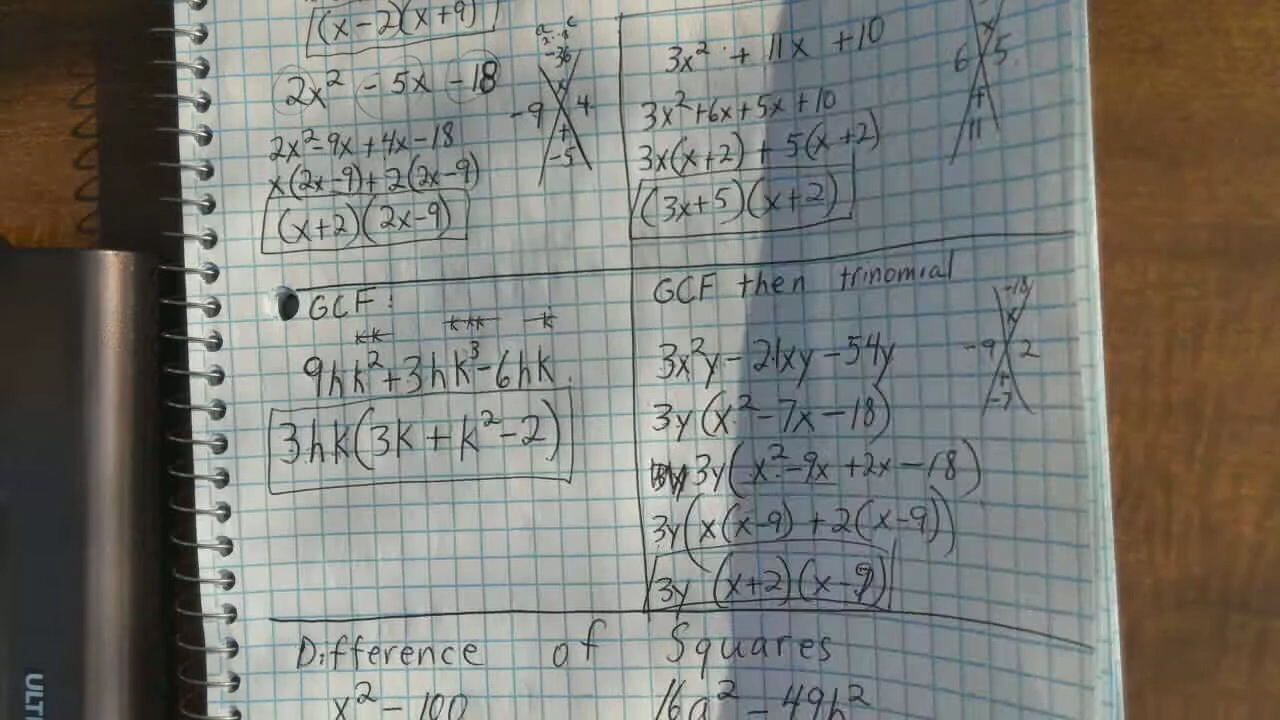 (x-2)(x+9)
2x² -5x -18
a·c
-36
x
-9 4
+
-5
2x²-9x+4x-18
x(2x-9)+2(2x-9)
(x+2)(2x-9)
3x² + 11x +10
x
6 5
+
11
3x²+6x+5x+10
3x(x+2) + 5(x+2)
(3x+5)(x+2)
GCF:
9hk²+3hk³-6hk
3hk(3k+k²-2)
GCF then trinomial
-18
x
-9 2
+
-7
3x²y-21xy-54y
3y(x²-7x-18)
3y(x²-9x+2x-18)
3y(x(x-9)+2(x-9))
3y (x+2)(x-9)
Difference of Squares
x²-100
16a²-49h²
ULT